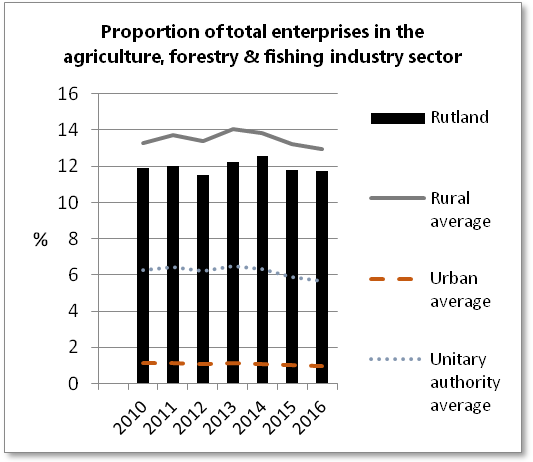 Proportion of total enterprises in the
agriculture, forestry & fishing industry sector
16
14
12
10
8
6
4
2
0
%
2010
2011
2012
2013
2014
2015
2016
Rutland
Rural
average
Urban
average
Unitary
authority
average